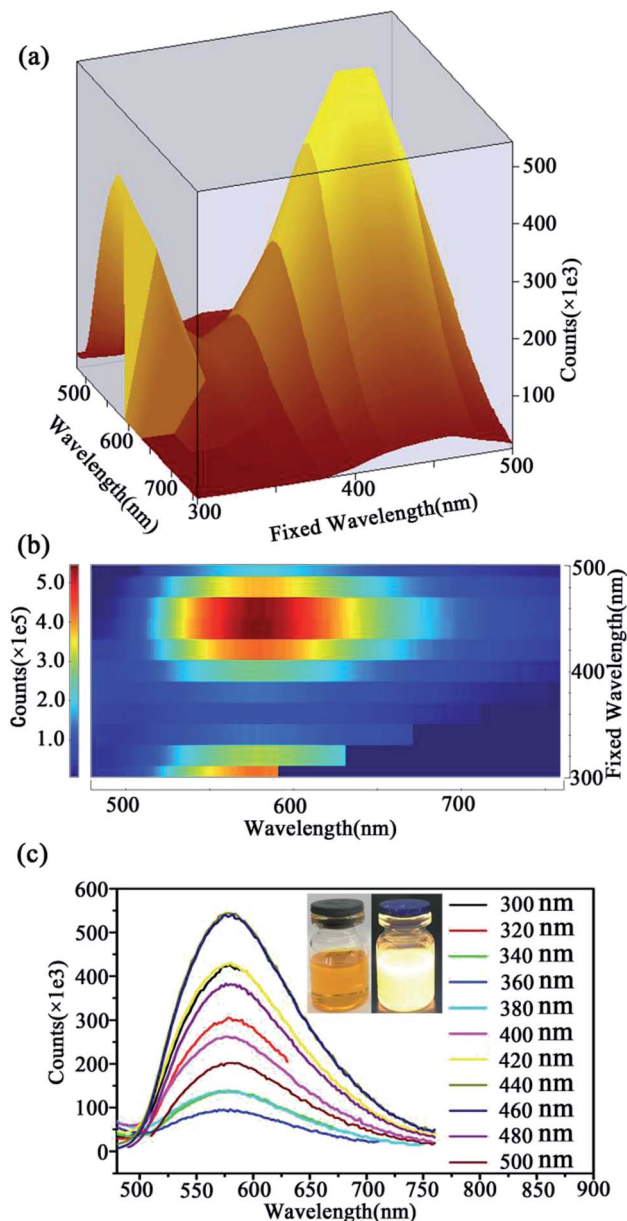 (a)
500
400
300
200
100
Counts(×1e3)
500
600
700
Wavelength(nm)
300
400
500
Fixed Wavelength(nm)
(b)
5.0
4.0
3.0
2.0
1.0
Counts(×1e5)
500
400
300
Fixed Wavelength(nm)
500
600
700
Wavelength(nm)
(c)
600
500
400
300
200
100
0
Counts(×1e3)
300 nm
320 nm
340 nm
360 nm
380 nm
400 nm
420 nm
440 nm
460 nm
480 nm
500 nm
500 550 600 650 700 750 800 850 900
Wavelength(nm)